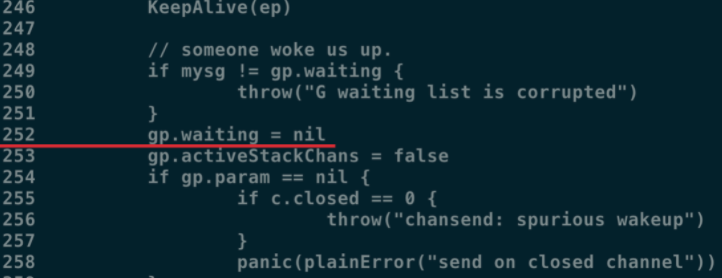 246 KeepAlive(ep)
247
248 // someone woke us up.
249 if mysg != gp.waiting {
250 throw("G waiting list is corrupted")
251 }
252 gp.waiting = nil
253 gp.activeStackChans = false
254 if gp.param == nil {
255 if c.closed == 0 {
256 throw("chansend: spurious wakeup")
257 }
258 panic(plainError("send on closed channel"))